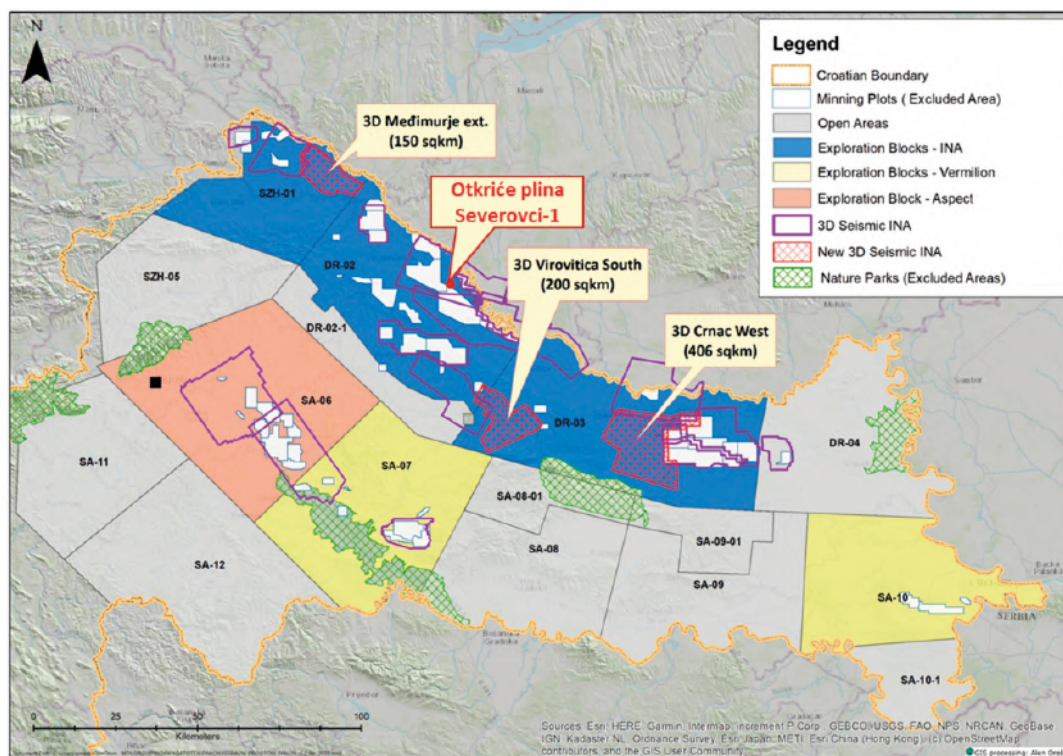 N
3D Međimurje ext.
(150 sqkm)
Otkriće plina
Severovci-1
3D Virovitica South
(200 sqkm)
3D Crnac West
(406 sqkm)
Legend
Croatian Boundary
Minning Plots ( Excluded Area)
Open Areas
Exploration Blocks - INA
Exploration Blocks - Vermilion
Exploration Block - Aspect
3D Seismic INA
New 3D Seismic INA
Nature Parks (Excluded Areas)
SZH-01
SZH-05
DR-02
DR-02-1
DR-03
DR-04
SA-06
SA-11
SA-07
SA-08-01
SA-12
SA-08
SA-09-01
SA-09
SA-10
SERBIA
SA-10-1
Prijedor
0 25 50 100
Kilometers
Sources: Esri, HERE, Garmin, Intermap, increment P Corp., GEBCO, USGS, FAO, NPS, NRCAN, GeoBase,
IGN, Kadaster NL, Ordnance Survey, Esri Japan, METI, Esri China (Hong Kong), (c) OpenStreetMap
contributors, and the GIS User Community